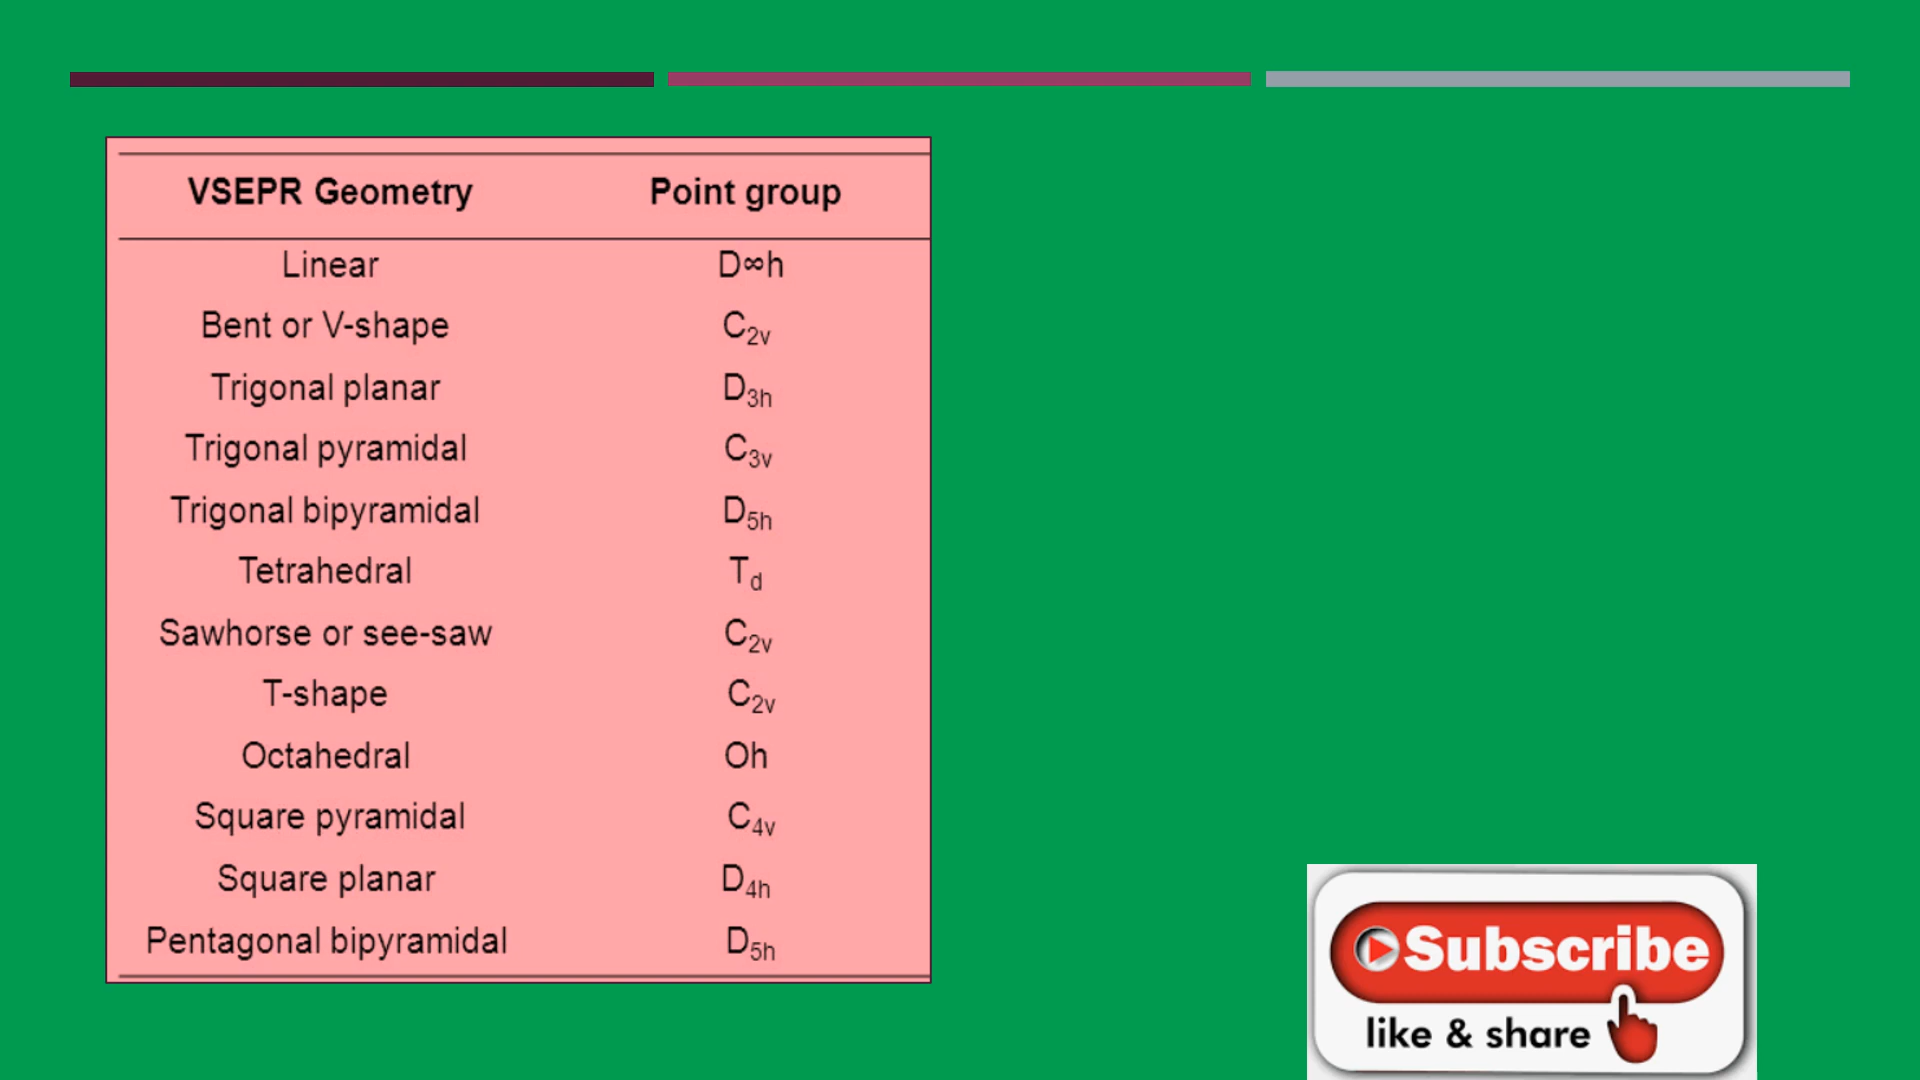 VSEPR Geometry Point group
Linear D∞h
Bent or V-shape C2v
Trigonal planar D3h
Trigonal pyramidal C3v
Trigonal bipyramidal D5h
Tetrahedral Td
Sawhorse or see-saw C2v
T-shape C2v
Octahedral Oh
Square pyramidal C4v
Square planar D4h
Pentagonal bipyramidal D5h
Subscribe
like & share